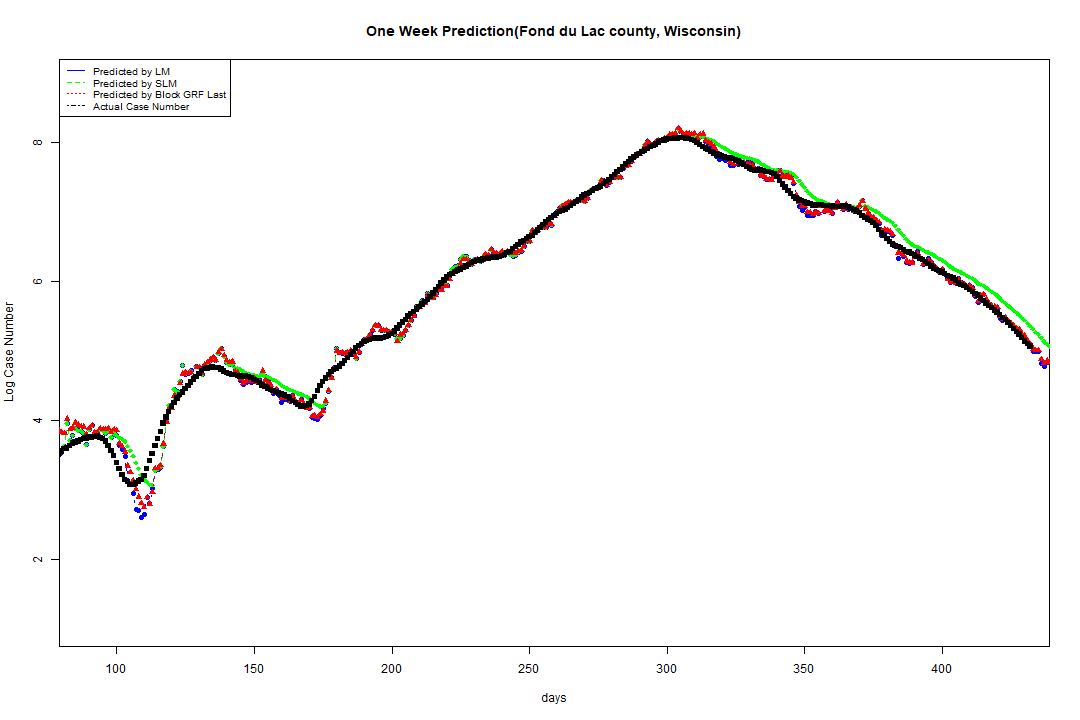 One Week Prediction(Fond du Lac county, Wisconsin)
Predicted by LM
Predicted by SLM
Predicted by Block GRF Last
Actual Case Number
8
6
4
2
Log Case Number
100 150 200 250 300 350 400
days